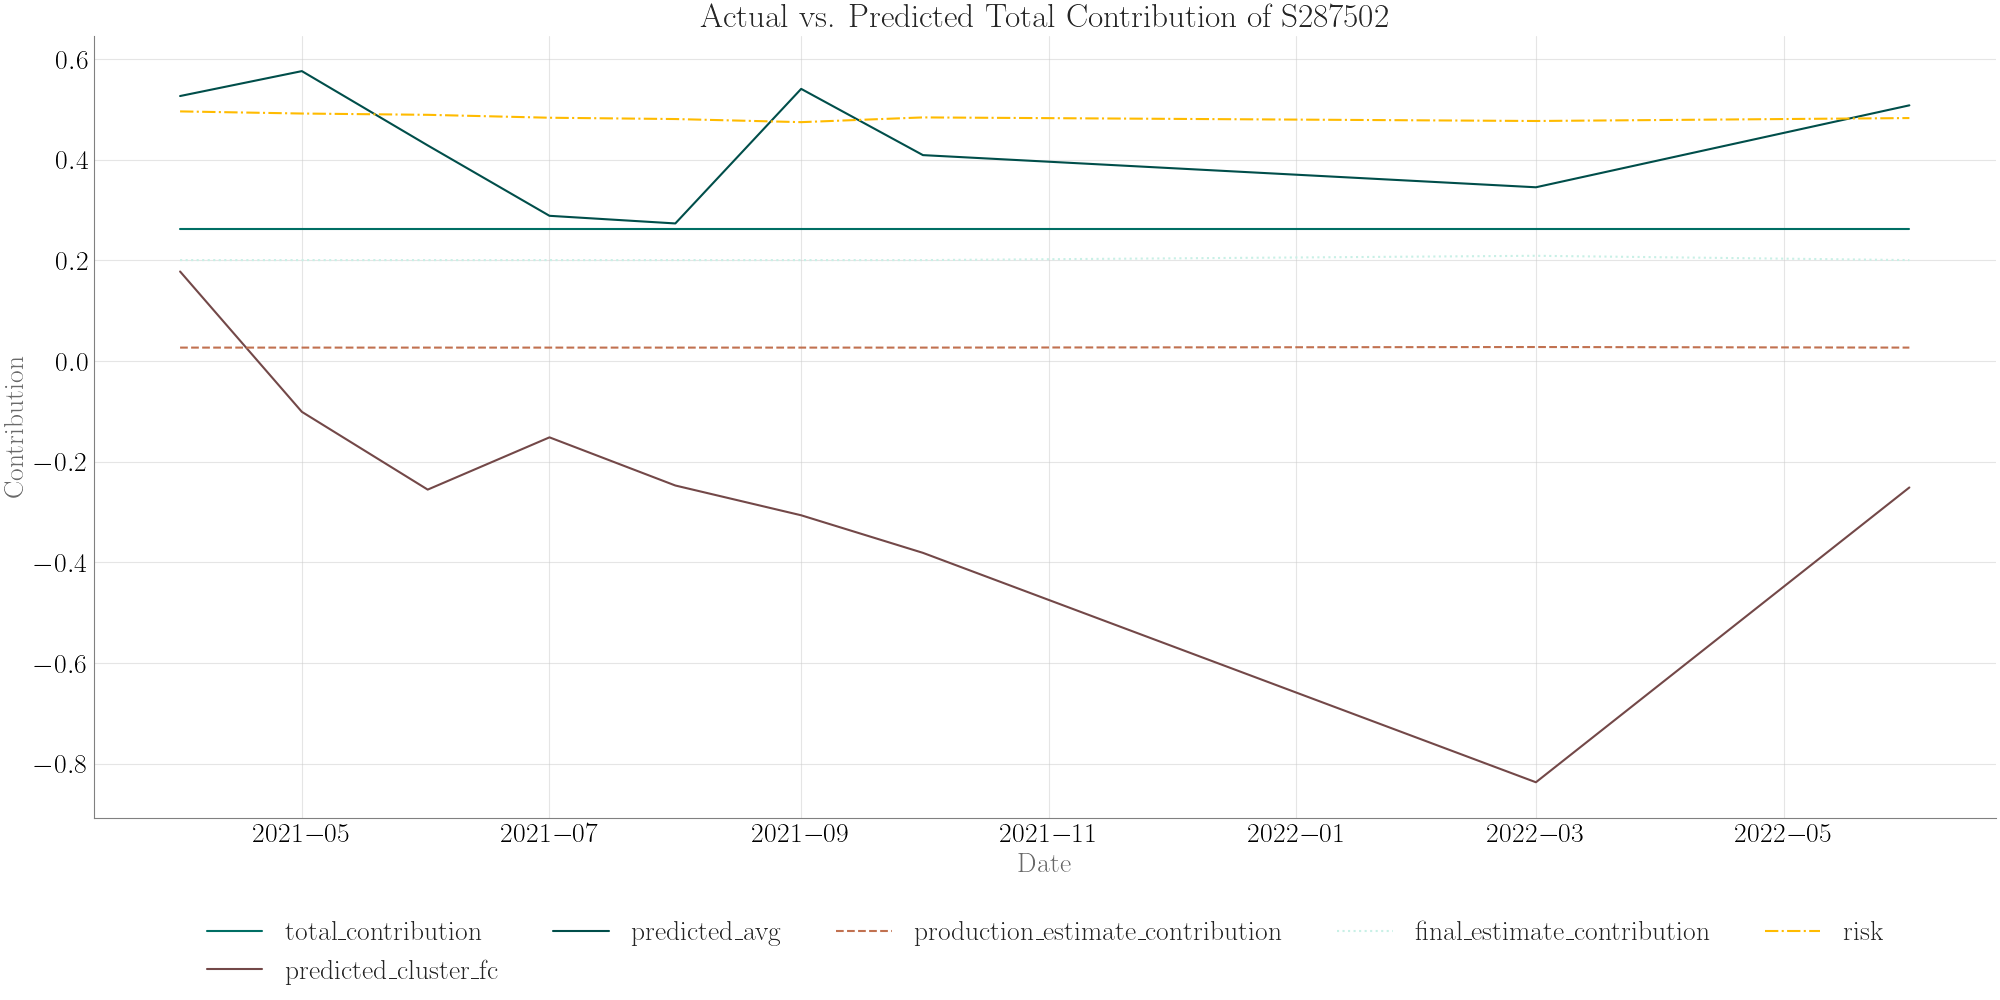 Actual vs. Predicted Total Contribution of S287502
0.6
0.4
0.2
0.0
−0.2
−0.4
−0.6
−0.8
Contribution
2021−05 2021−07 2021−09 2021−11 2022−01 2022−03 2022−05
Date
total_contribution predicted_avg production_estimate_contribution final_estimate_contribution risk
predicted_cluster_fc